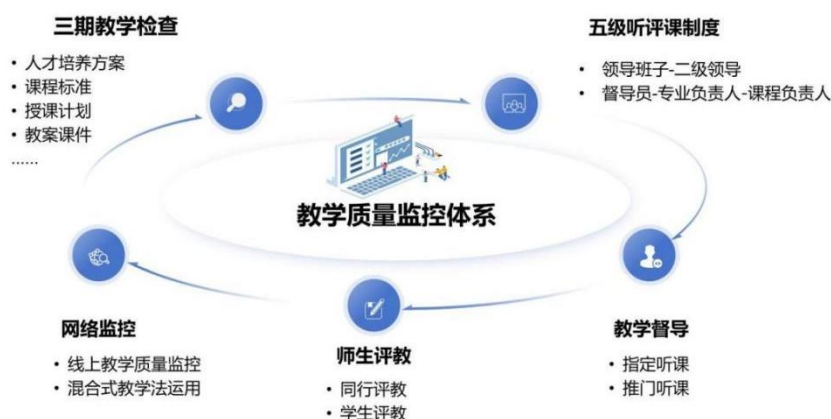 三期教学检查
• 人才培养方案
• 课程标准
• 授课计划
• 教案课件
......
五级听评课制度
• 领导班子-二级领导
• 督导员-专业负责人-课程负责人
教学质量监控体系
网络监控
• 线上教学质量监控
• 混合式教学法运用
师生评教
• 同行评教
• 学生评教
教学督导
• 指定听课
• 推门听课